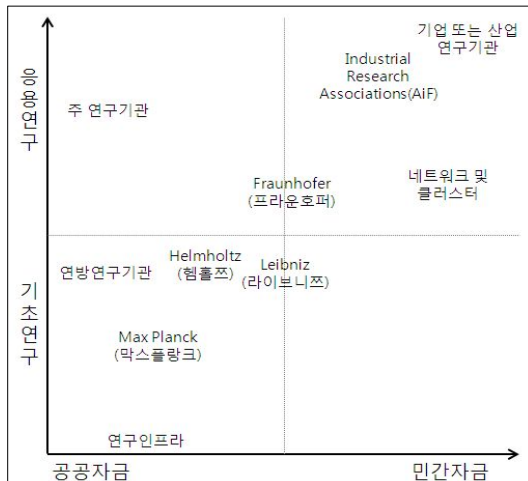 기업 또는 산업
연구기관
Industrial
Research
Associations(AiF)
응용연구
주 연구기관
네트워크 및
클러스터
Fraunhofer
(프라운호퍼)
Helmholtz
(헴홀쯔)
Leibniz
(라이브니쯔)
연방연구기관
기초연구
Max Planck
(막스플랑크)
연구인프라
공공자금
민간자금